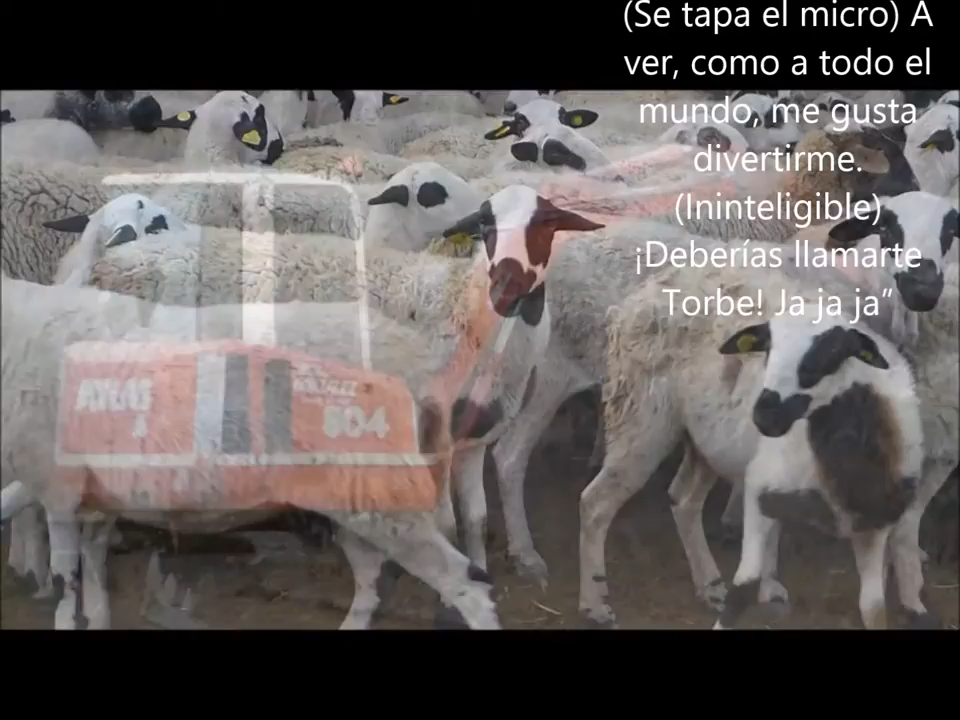 (Se tapa el micro) A
ver, como a todo el
mundo, me gusta
divertirme.
(Ininteligible)
¡Deberías llamarte
Torbe! Ja ja ja”
804